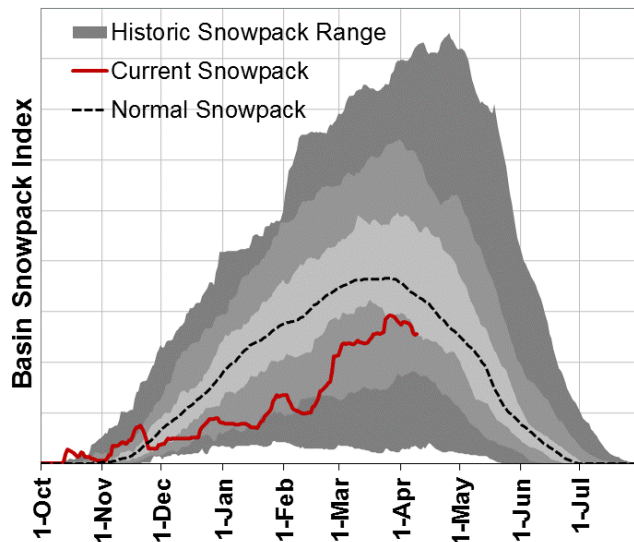 Historic Snowpack Range
Current Snowpack
Normal Snowpack
Basin Snowpack Index
1-Oct
1-Nov
1-Dec
1-Jan
1-Feb
1-Mar
1-Apr
1-May
1-Jun
1-Jul